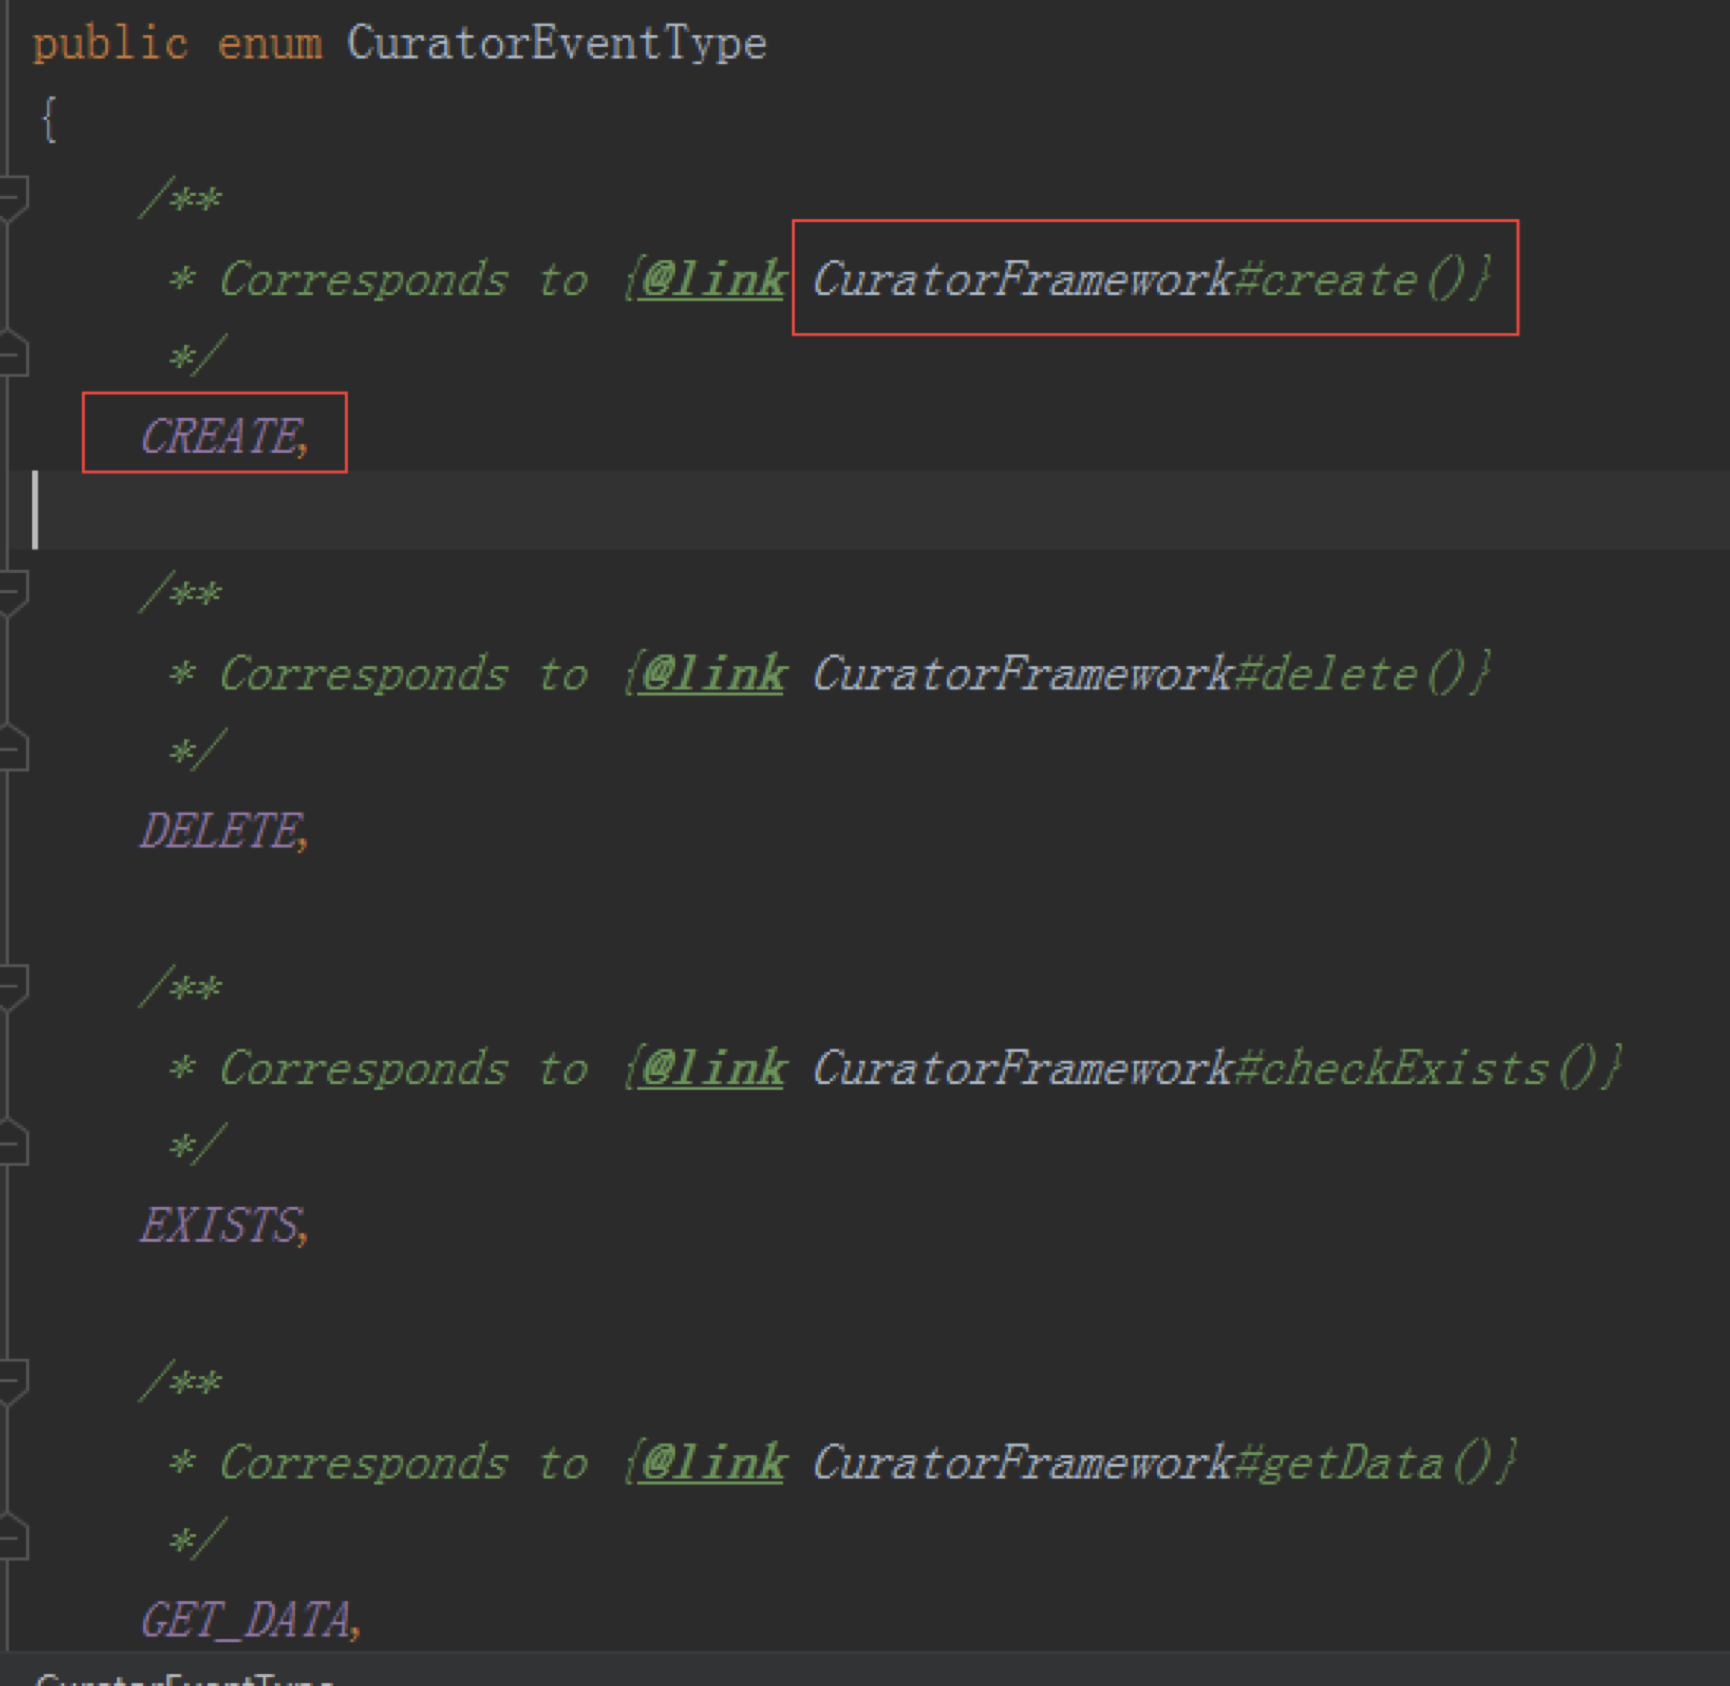 public enum CuratorEventType
{
/**
* Corresponds to {@link CuratorFramework#create()}
*/
CREATE,
/**
* Corresponds to {@link CuratorFramework#delete()}
*/
DELETE,
/**
* Corresponds to {@link CuratorFramework#checkExists()}
*/
EXISTS,
/**
* Corresponds to {@link CuratorFramework#getData()}
*/
GET_DATA,
CuratorEventType